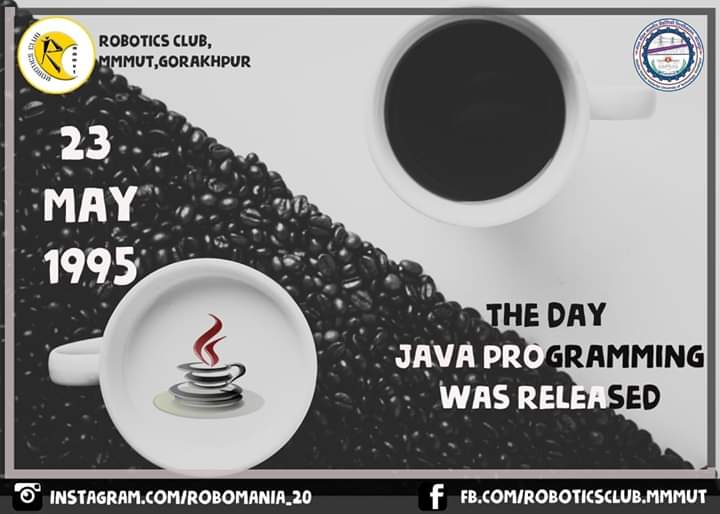 ROBOTICS CLUB,
MMMUT,GORAKHPUR
23
MAY
1995
THE DAY
JAVA PROGRAMMING
WAS RELEASED
INSTAGRAM.COM/ROBOMANIA_20
FB.COM/ROBOTICSCLUB.MMMUT